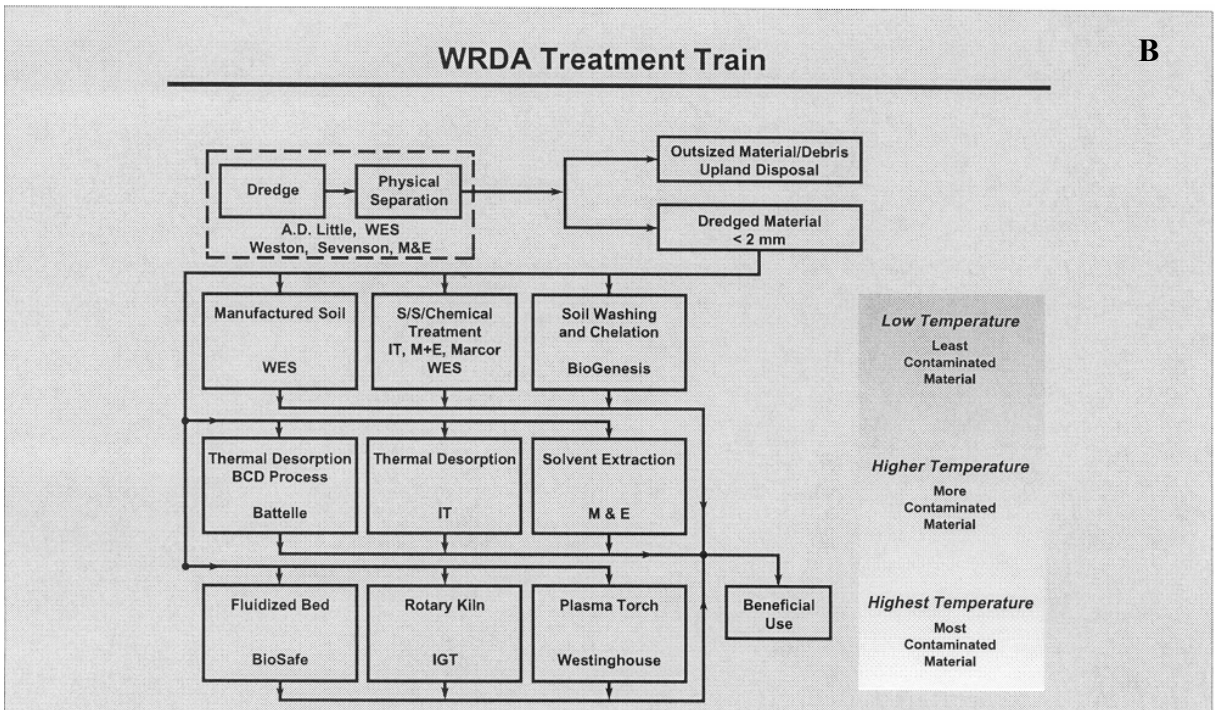 WRDA Treatment Train
B
Dredge
Physical
Separation
A.D. Little, WES
Weston, Sevenson, M&E
Outsized Material/Debris
Upland Disposal
Dredged Material
< 2 mm
Manufactured Soil
WES
S/S/Chemical
Treatment
IT, M+E, Marcor
WES
Soil Washing
and Chelation
BioGenesis
Low Temperature
Least
Contaminated
Material
Thermal Desorption
BCD Process
Battelle
Thermal Desorption
IT
Solvent Extraction
M & E
Higher Temperature
More
Contaminated
Material
Fluidized Bed
BioSafe
Rotary Kiln
IGT
Plasma Torch
Westinghouse
Beneficial
Use
Highest Temperature
Most
Contaminated
Material